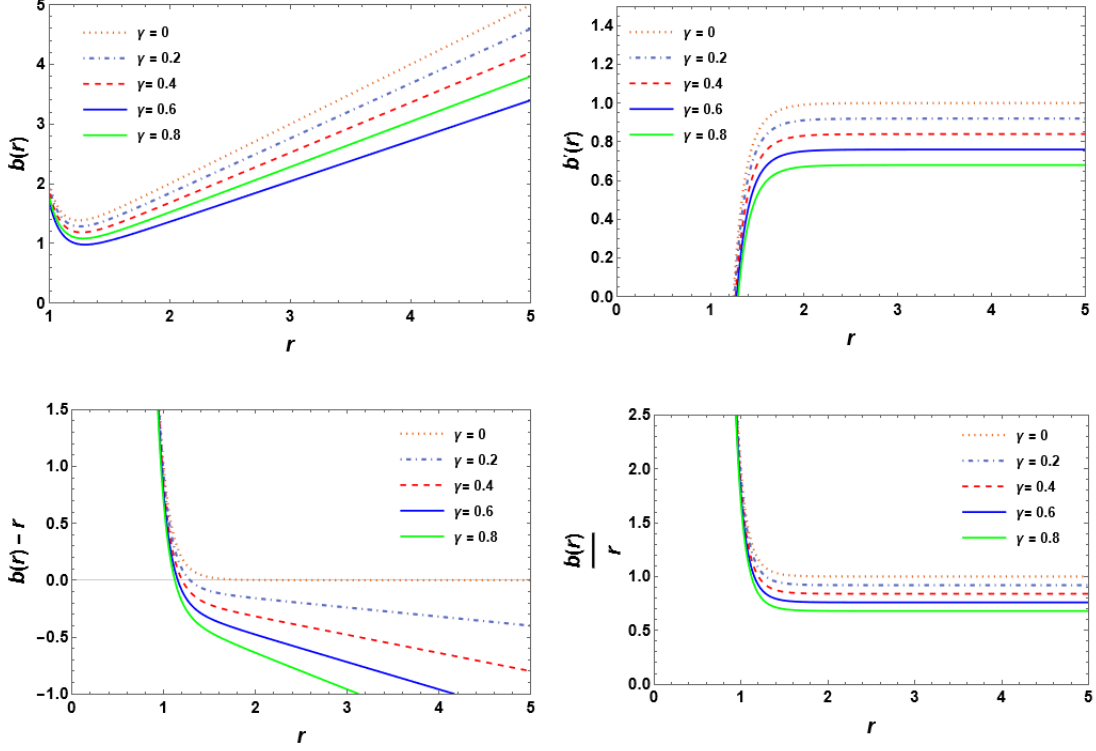 γ = 0
γ = 0.2
γ = 0.4
γ = 0.6
γ = 0.8
0
1
2
3
4
5
1
2
3
4
5
b(r)
r
γ = 0
γ = 0.2
γ = 0.4
γ = 0.6
γ = 0.8
1.4
1.2
1.0
0.8
0.6
0.4
0.2
0.0
0
1
2
3
4
5
b'(r)
r
γ = 0
γ = 0.2
γ = 0.4
γ = 0.6
γ = 0.8
1.5
1.0
0.5
0.0
-0.5
-1.0
0
1
2
3
4
5
b(r) − r
r
γ = 0
γ = 0.2
γ = 0.4
γ = 0.6
γ = 0.8
2.5
2.0
1.5
1.0
0.5
0.0
0
1
2
3
4
5
b(r)
r
r